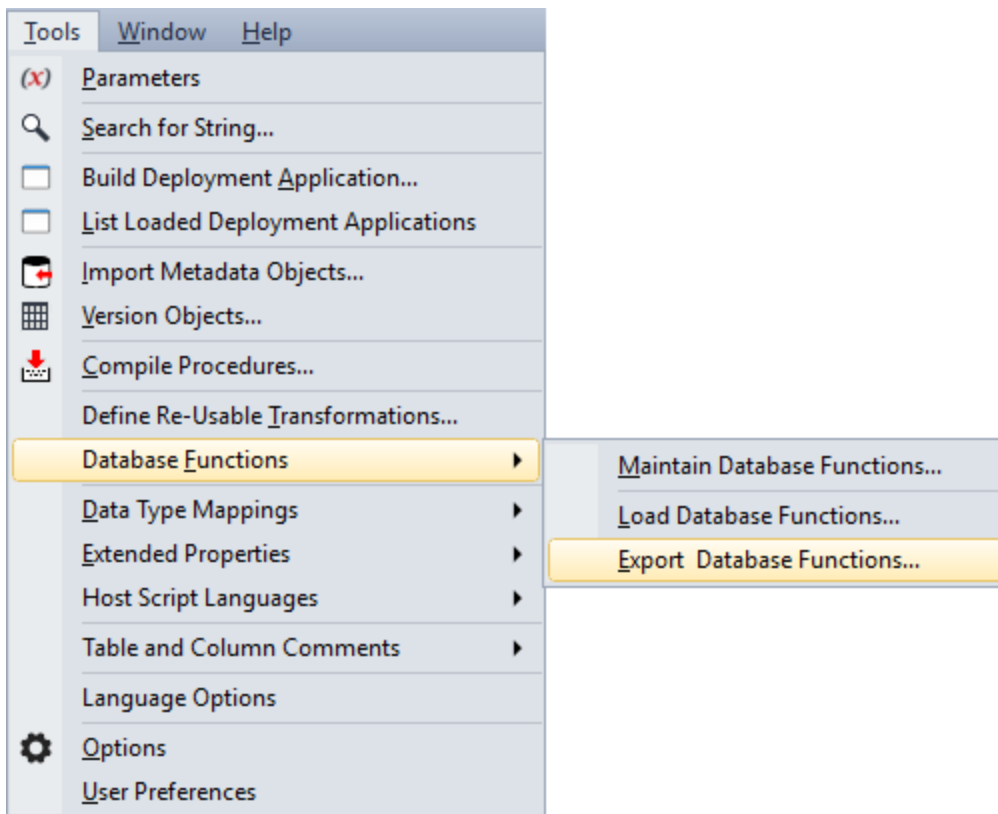 Tools Window Help
(x) Parameters
Search for String...
Build Deployment Application...
List Loaded Deployment Applications
Import Metadata Objects...
Version Objects...
Compile Procedures...
Define Re-Usable Transformations...
Database Functions
Maintain Database Functions...
Load Database Functions...
Export  Database Functions...
Data Type Mappings
Extended Properties
Host Script Languages
Table and Column Comments
Language Options
Options
User Preferences